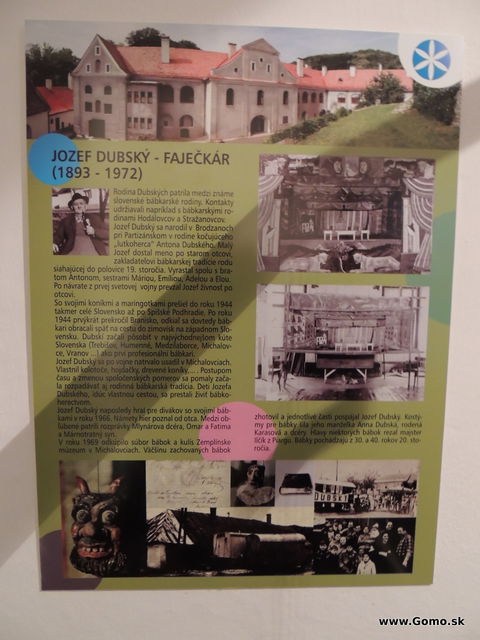 JOZEF DUBSKÝ - FAJEČKÁR
(1893 - 1972)
Rodina Dubských patrila medzi známe
slovenské bábkarské rodiny. Kontakty
udržiavali napríklad s bábkarskými ro-
dinami Hodálovcov a Stražanovcov.
Jozef Dubský sa narodil v Brodzanoch
pri Partizánskom v rodine kočujúceho
„lutkoherca" Antona Dubského. Malý
Jozef dostal meno po starom otcovi,
zakladateľovi bábkarskej tradície rodu
siahajúcej do polovice 19. storočia. Vyrastal spolu s bra-
tom Antonom, sestrami Máriou, Emíliou, Adelou a Elou.
Po návrate z prvej svetovej vojny prevzal Jozef živnosť po
otcovi.
So svojimi koňmi a maringotkami prešiel do roku 1944
takmer celé Slovensko až po Spišské Podhradie. Po roku
1944 prvýkrát prekročil Branisko, odkiaľ sa dovtedy báb-
kari obracali späť na cestu do zimovísk na západnom Slo-
vensku. Dubskí začali pôsobiť v najvýchodnejšom kúte
Slovenska (Trebišov, Humenné, Medzilaborce, Michalov-
ce, Vranov ...) ako prví profesionálni bábkari.
Jozef Dubský sa po vojne natrvalo usadil v Michalovciach.
Vlastnil kolotoče, hojdačky, drevené koníky,... . Postupom
času a zmenou spoločenských pomerov sa pomaly zača-
la rozpadávať aj rodinná bábkarská tradícia. Deti Jozefa
Dubského, idúc vlastnou cestou, sa prestali živiť bábko-
herectvom.
Jozef Dubský naposledy hral pre divákov so svojimi báb-
kami v roku 1966. Námety hier poznal od otca. Medzi ob-
ľúbené patrili rozprávky Mlynárova dcéra, Omar a Fatima
a Márnotratný syn.
V roku 1969 odkúpilo súbor bábok a kulís Zemplínske
múzeum v Michalovciach. Väčšinu zachovaných bábok
zhotovil a jednotlivé časti pospájal Jozef Dubský. Kostý-
my pre bábky šila jeho manželka Anna Dubská, rodená
Karasová a dcéry. Hlavy niektorých bábok rezal majster
Ilčík z Piargu. Bábky pochádzajú z 30. a 40. rokov 20. sto-
ročia.
DUBSKÝ
www.Gomo.sk